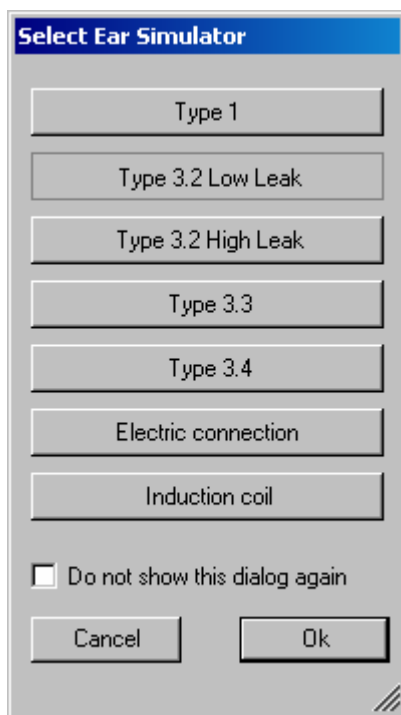 Select Ear Simulator
Type 1
Type 3.2 Low Leak
Type 3.2 High Leak
Type 3.3
Type 3.4
Electric connection
Induction coil
Do not show this dialog again
Cancel Ok